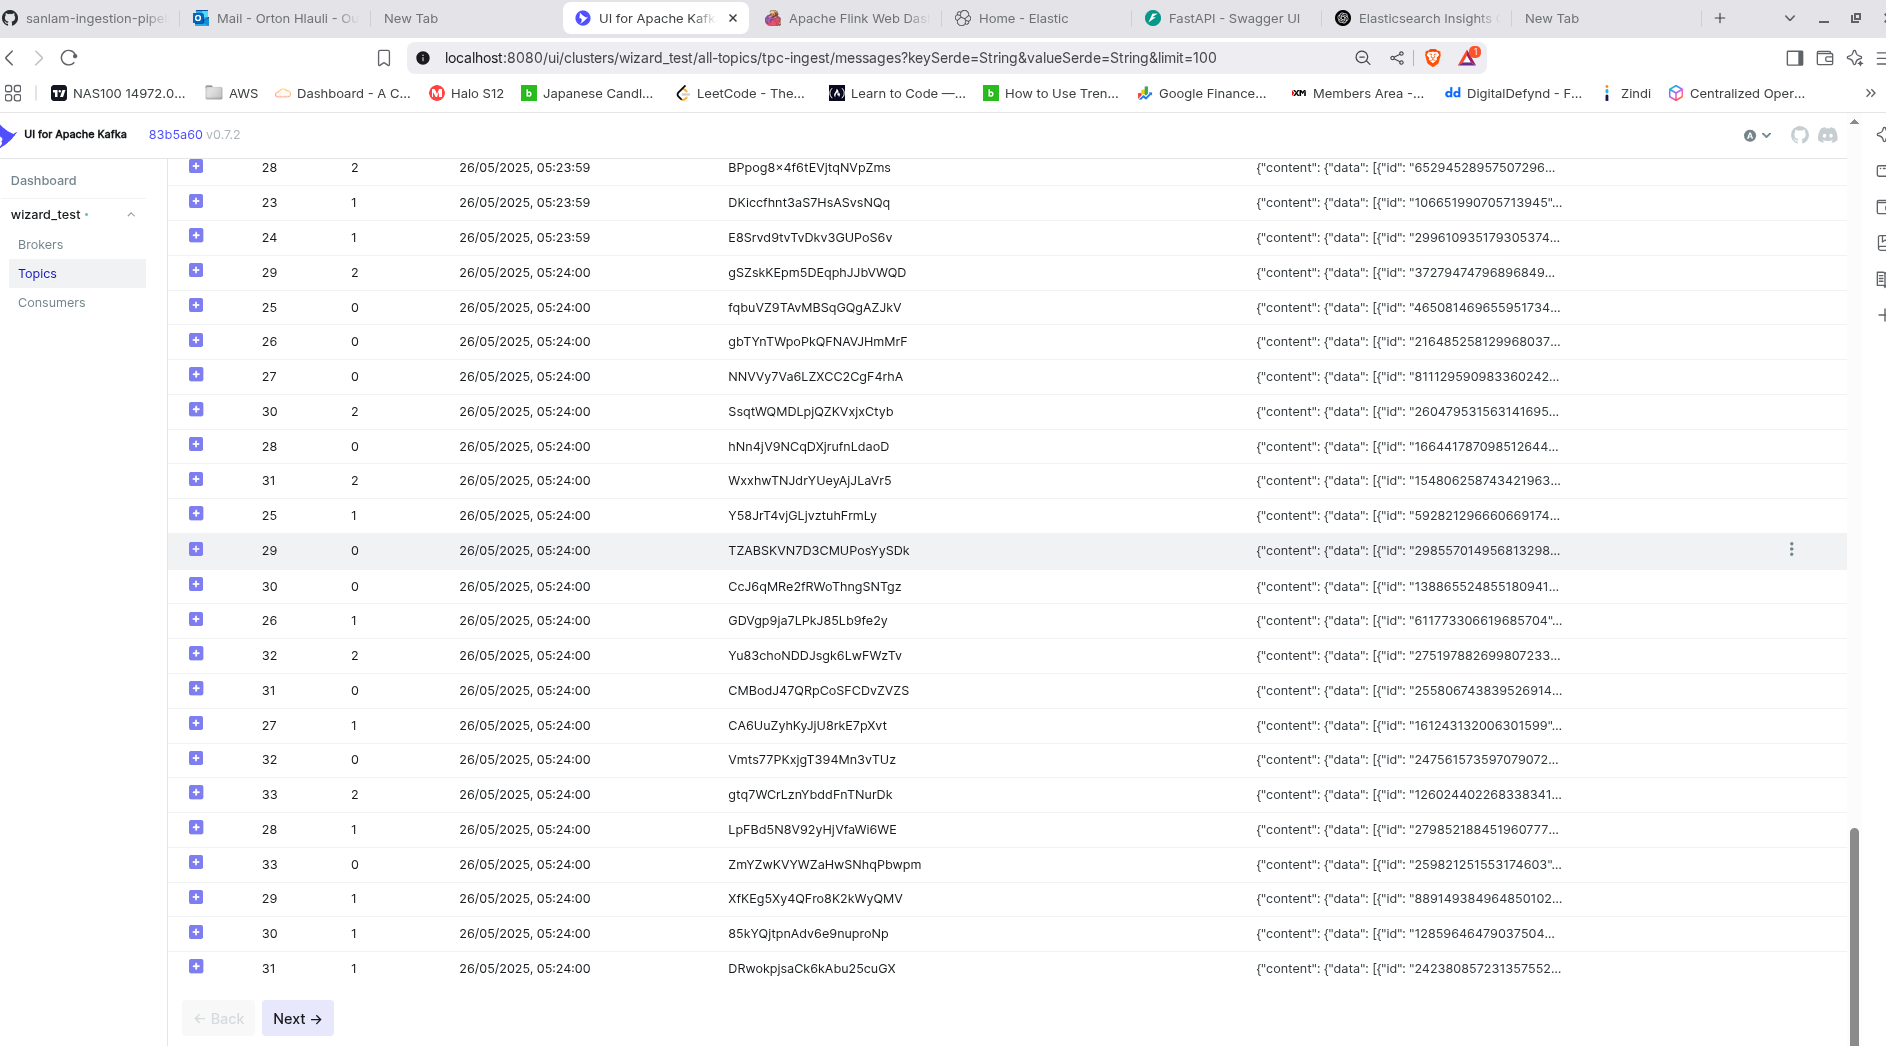 sanlam-ingestion-pipe
Mail - Orton Hlauli - Ou
New Tab
UI for Apache Kafk
Apache Flink Web Das
Home - Elastic
FastAPI - Swagger UI
Elasticsearch Insights
New Tab
localhost:8080/ui/clusters/wizard_test/all-topics/tpc-ingest/messages?keySerde=String&valueSerde=String&limit=100
1
NAS100 14972.0...
AWS
Dashboard - A C...
Halo S12
Japanese Candl...
LeetCode - The...
Learn to Code —...
How to Use Tren...
Google Finance...
Members Area -...
DigitalDefynd - F...
Zindi
Centralized Oper...
UI for Apache Kafka
83b5a60 v0.7.2
A
Dashboard
wizard_test
Brokers
Topics
Consumers
28 2 26/05/2025, 05:23:59 BPpog8×4f6tEVjtqNVpZms {"content": {"data": [{"id": "65294528957507296...
23 1 26/05/2025, 05:23:59 DKiccfhnt3aS7HsASvsNQq {"content": {"data": [{"id": "106651990705713945"...
24 1 26/05/2025, 05:23:59 E8Srvd9tvTvDkv3GUPoS6v {"content": {"data": [{"id": "299610935179305374...
29 2 26/05/2025, 05:24:00 gSZskKEpm5DEqphJJbVWQD {"content": {"data": [{"id": "37279474796896849...
25 0 26/05/2025, 05:24:00 fqbuVZ9TAvMBSqGQgAZJkV {"content": {"data": [{"id": "465081469655951734...
26 0 26/05/2025, 05:24:00 gbTYnTWpoPkQFNAVJHmMrF {"content": {"data": [{"id": "216485258129968037...
27 0 26/05/2025, 05:24:00 NNVVy7Va6LZXCC2CgF4rhA {"content": {"data": [{"id": "811129590983360242...
30 2 26/05/2025, 05:24:00 SsqtWQMDLpjQZKVxjxCtyb {"content": {"data": [{"id": "260479531563141695...
28 0 26/05/2025, 05:24:00 hNn4jV9NCqDXjrufnLdaoD {"content": {"data": [{"id": "166441787098512644...
31 2 26/05/2025, 05:24:00 WxxhwTNJdrYUeyAjJLaVr5 {"content": {"data": [{"id": "154806258743421963...
25 1 26/05/2025, 05:24:00 Y58JrT4vjGLjvztuhFrmLy {"content": {"data": [{"id": "592821296660669174...
29 0 26/05/2025, 05:24:00 TZABSKVN7D3CMUPosYySDk {"content": {"data": [{"id": "298557014956813298...
30 0 26/05/2025, 05:24:00 CcJ6qMRe2fRWoThngSNTgz {"content": {"data": [{"id": "138865524855180941...
26 1 26/05/2025, 05:24:00 GDVgp9ja7LPkJ85Lb9fe2y {"content": {"data": [{"id": "611773306619685704"...
32 2 26/05/2025, 05:24:00 Yu83choNDDJsgk6LwFWzTv {"content": {"data": [{"id": "275197882699807233...
31 0 26/05/2025, 05:24:00 CMBodJ47QRpCoSFCDvZVZS {"content": {"data": [{"id": "255806743839526914...
27 1 26/05/2025, 05:24:00 CA6UuZyhKyJjU8rkE7pXvt {"content": {"data": [{"id": "161243132006301599"...
32 0 26/05/2025, 05:24:00 Vmts77PKxjgT394Mn3vTUz {"content": {"data": [{"id": "247561573597079072...
33 2 26/05/2025, 05:24:00 gtq7WCrLznYbddFnTNurDk {"content": {"data": [{"id": "126024402268338341...
28 1 26/05/2025, 05:24:00 LpFBd5N8V92yHjVfaWi6WE {"content": {"data": [{"id": "279852188451960777...
33 0 26/05/2025, 05:24:00 ZmYZwKVYWZaHwSNhqPbwpm {"content": {"data": [{"id": "259821251553174603"...
29 1 26/05/2025, 05:24:00 XfKEg5Xy4QFro8K2kWyQMV {"content": {"data": [{"id": "889149384964850102...
30 1 26/05/2025, 05:24:00 85kYQjtpnAdv6e9nuproNp {"content": {"data": [{"id": "12859646479037504...
31 1 26/05/2025, 05:24:00 DRwokpjsaCk6kAbu25cuGX {"content": {"data": [{"id": "242380857231357552...
← Back
Next →